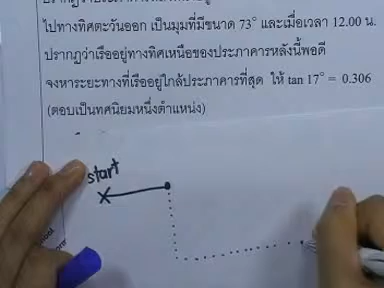 ไปทางทิศตะวันออก เป็นมุมที่มีขนาด 73° และเมื่อเวลา 12.00 น.
ปรากฏว่าเรืออยู่ทางทิศเหนือของประภาคารหลังนี้พอดี
จงหาระยะทางที่เรืออยู่ใกล้ประภาคารที่สุด ให้ tan 17° = 0.306
(ตอบเป็นทศนิยมหนึ่งตำแหน่ง)
start